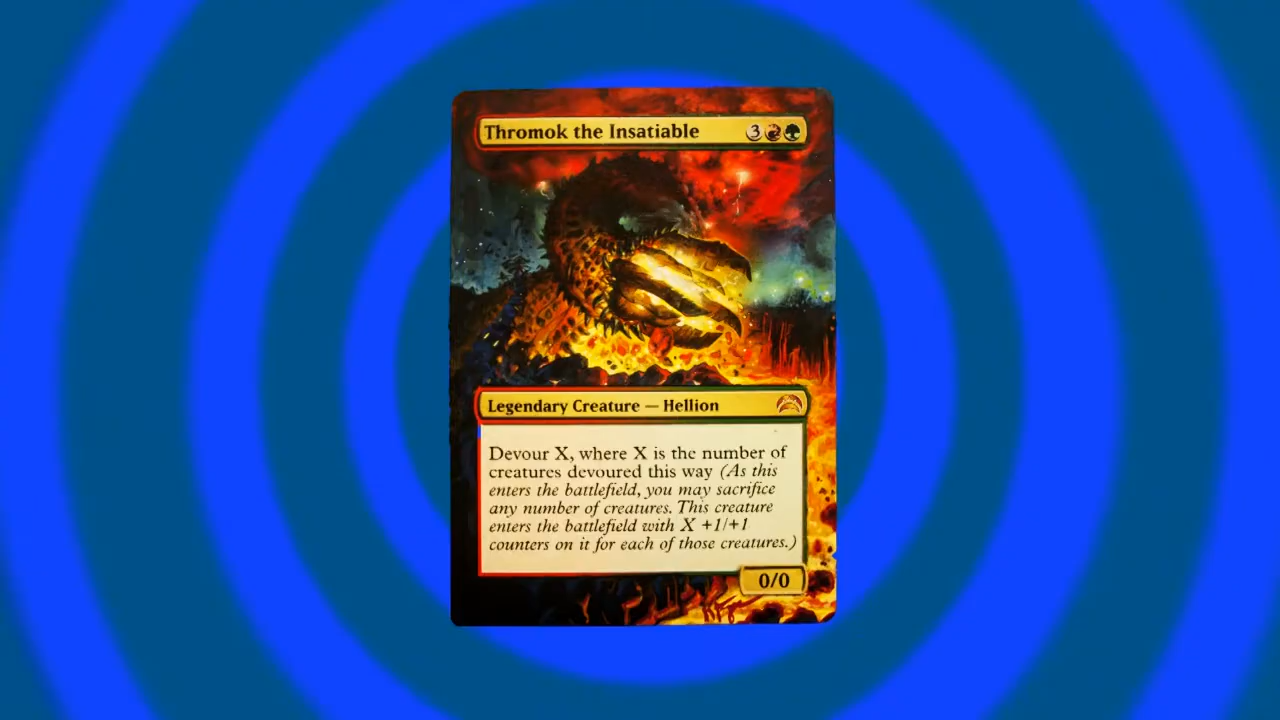 Thromok the Insatiable 3
Legendary Creature — Hellion
Devour X, where X is the number of
creatures devoured this way (As this
enters the battlefield, you may sacrifice
any number of creatures. This creature
enters the battlefield with X +1/+1
counters on it for each of those creatures.)
0/0